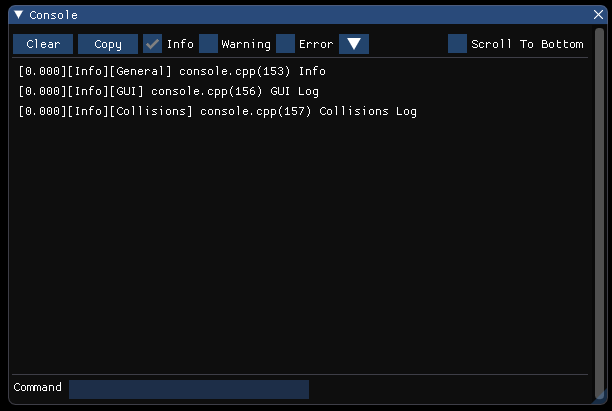 Console
Clear Copy Info Warning Error Scroll To Bottom
[0.000][Info][General] console.cpp(153) Info
[0.000][Info][GUI] console.cpp(156) GUI Log
[0.000][Info][Collisions] console.cpp(157) Collisions Log
Command